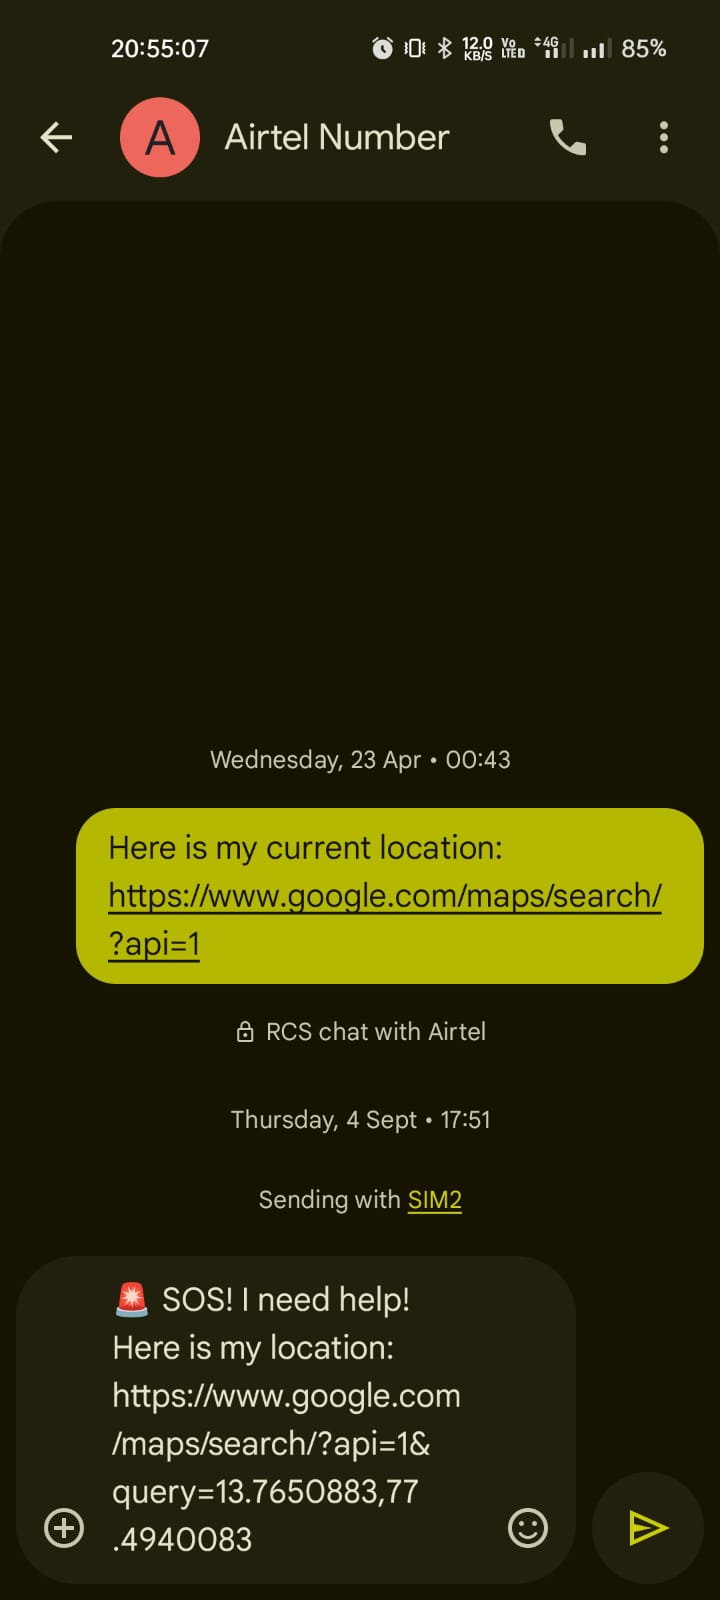 20:55:07 12.0 KB/S Vo LTE 4G 85%
A Airtel Number
Wednesday, 23 Apr • 00:43
Here is my current location:
https://www.google.com/maps/search/
?api=1
RCS chat with Airtel
Thursday, 4 Sept • 17:51
Sending with SIM2
🚨 SOS! I need help!
Here is my location:
https://www.google.com
/maps/search/?api=1&
query=13.7650883,77
.4940083